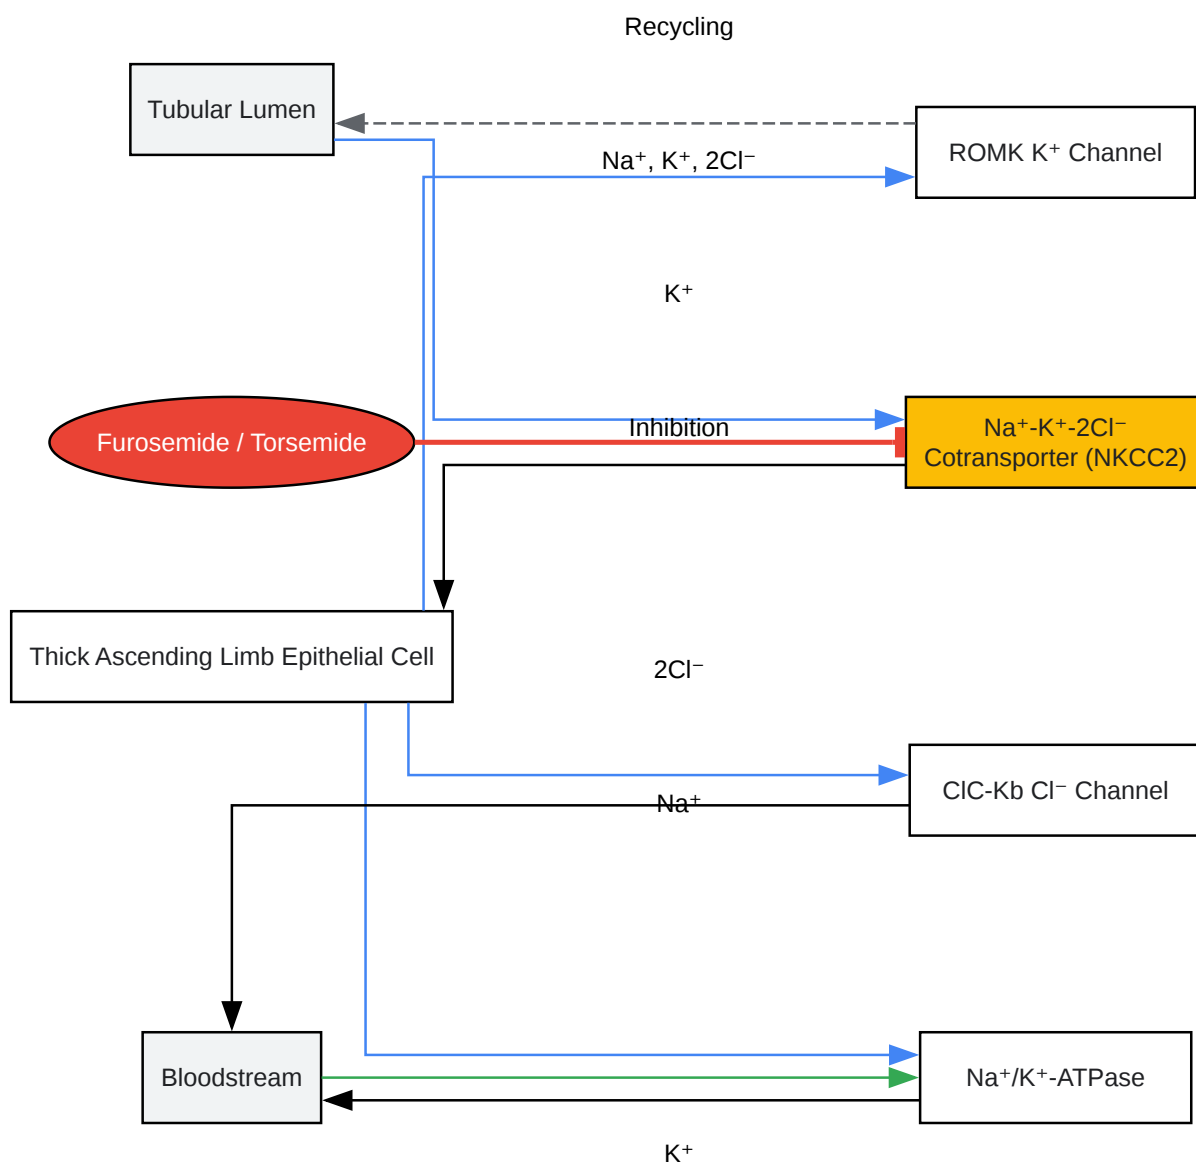 Recycling
Tubular Lumen
ROMK K⁺ Channel
Na⁺, K⁺, 2Cl⁻
K⁺
Furosemide / Torsemide
Inhibition
Na⁺-K⁺-2Cl⁻
Cotransporter (NKCC2)
Thick Ascending Limb Epithelial Cell
2Cl⁻
ClC-Kb Cl⁻ Channel
Na⁺
Bloodstream
Na⁺/K⁺-ATPase
K⁺